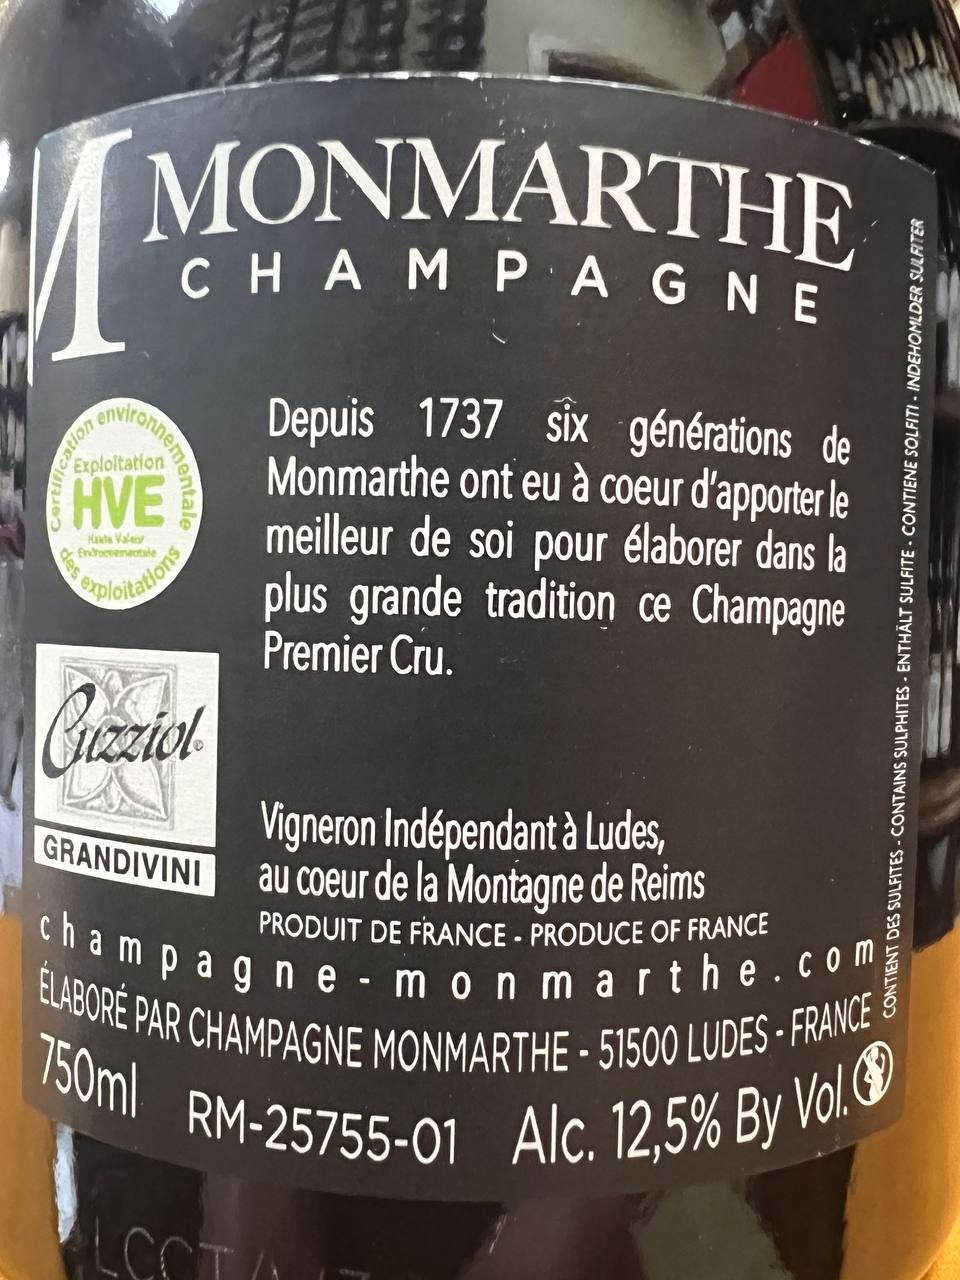 M MONMARTHE
CHAMPAGNE
Certification environnementale
Exploitation
HVE
Haute Valeur
Environnementale
des exploitations
Depuis 1737 six générations de
Monmarthe ont eu à coeur d'apporter le
meilleur de soi pour élaborer dans la
plus grande tradition ce Champagne
Premier Cru.
Cuzziol®
GRANDIVINI
Vigneron Indépendant à Ludes,
au coeur de la Montagne de Reims
PRODUIT DE FRANCE - PRODUCE OF FRANCE
champagne-monmarthe.com
ÉLABORÉ PAR CHAMPAGNE MONMARTHE - 51500 LUDES - FRANCE
750ml RM-25755-01 Alc. 12,5% By Vol.
CONTIENT DES SULFITES - CONTAINS SULPHITES - ENTHÄLT SULFITE - CONTIENE SOLFITI - INDEHOMLDER SULFITER